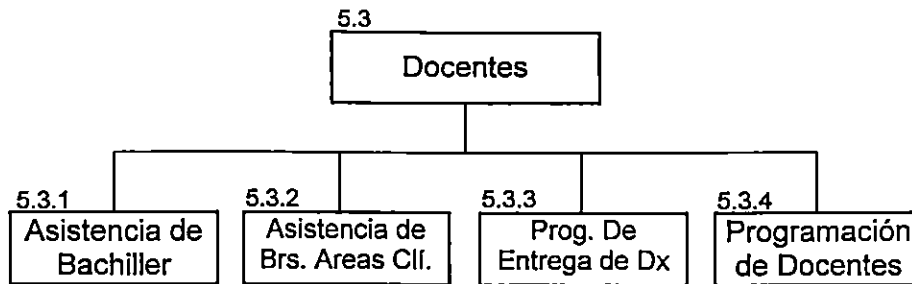 5.3
Docentes
5.3.1
Asistencia de
Bachiller
5.3.2
Asistencia de
Brs. Areas Clí.
5.3.3
Prog. De
Entrega de Dx
5.3.4
Programación
de Docentes